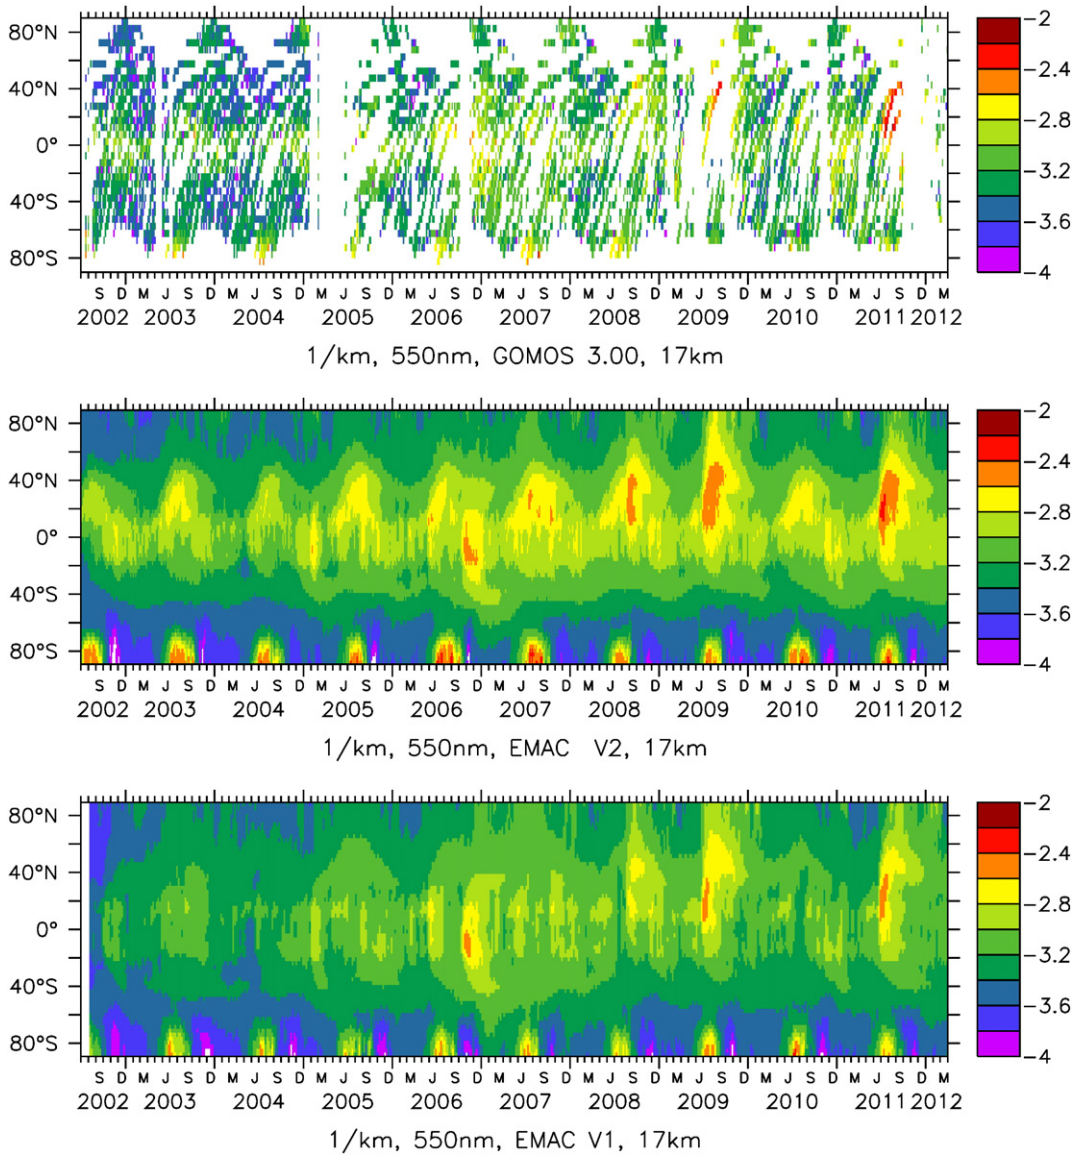 80°N
40°N
0°
40°S
80°S
-2
-2.4
-2.8
-3.2
-3.6
-4
S D M J S D M J S D M J S D M J S D M J S D M J S D M J S D M J S D M J S D M
2002 2003 2004 2005 2006 2007 2008 2009 2010 2011 2012
1/km, 550nm, GOMOS 3.00, 17km
80°N
40°N
0°
40°S
80°S
-2
-2.4
-2.8
-3.2
-3.6
-4
S D M J S D M J S D M J S D M J S D M J S D M J S D M J S D M J S D M J S D M
2002 2003 2004 2005 2006 2007 2008 2009 2010 2011 2012
1/km, 550nm, EMAC V2, 17km
80°N
40°N
0°
40°S
80°S
-2
-2.4
-2.8
-3.2
-3.6
-4
S D M J S D M J S D M J S D M J S D M J S D M J S D M J S D M J S D M J S D M
2002 2003 2004 2005 2006 2007 2008 2009 2010 2011 2012
1/km, 550nm, EMAC V1, 17km